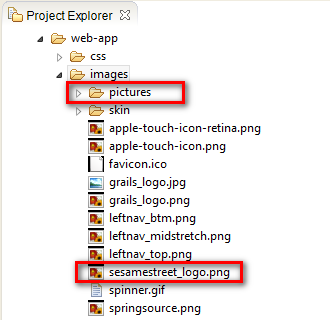 Project Explorer
web-app
css
images
pictures
skin
apple-touch-icon-retina.png
apple-touch-icon.png
favicon.ico
grails_logo.jpg
grails_logo.png
leftnav_btm.png
leftnav_midstretch.png
leftnav_top.png
sesamestreet_logo.png
spinner.gif
springsource.png